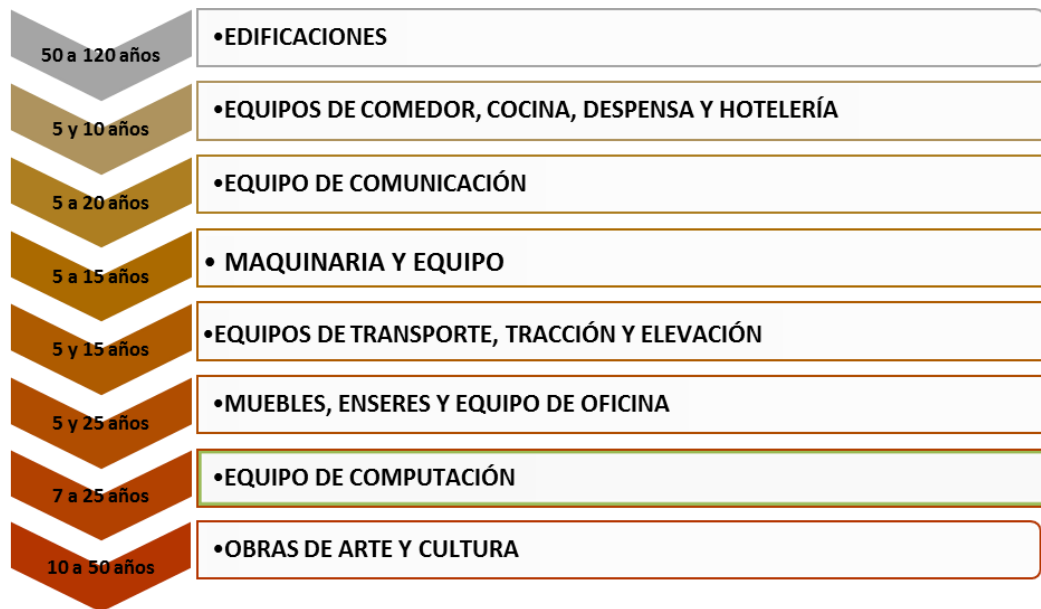 50 a 120 años
•EDIFICACIONES
5 y 10 años
•EQUIPOS DE COMEDOR, COCINA, DESPENSA Y HOTELERÍA
5 a 20 años
•EQUIPO DE COMUNICACIÓN
5 a 15 años
• MAQUINARIA Y EQUIPO
5 y 15 años
•EQUIPOS DE TRANSPORTE, TRACCIÓN Y ELEVACIÓN
5 y 25 años
•MUEBLES, ENSERES Y EQUIPO DE OFICINA
7 a 25 años
•EQUIPO DE COMPUTACIÓN
10 a 50 años
•OBRAS DE ARTE Y CULTURA